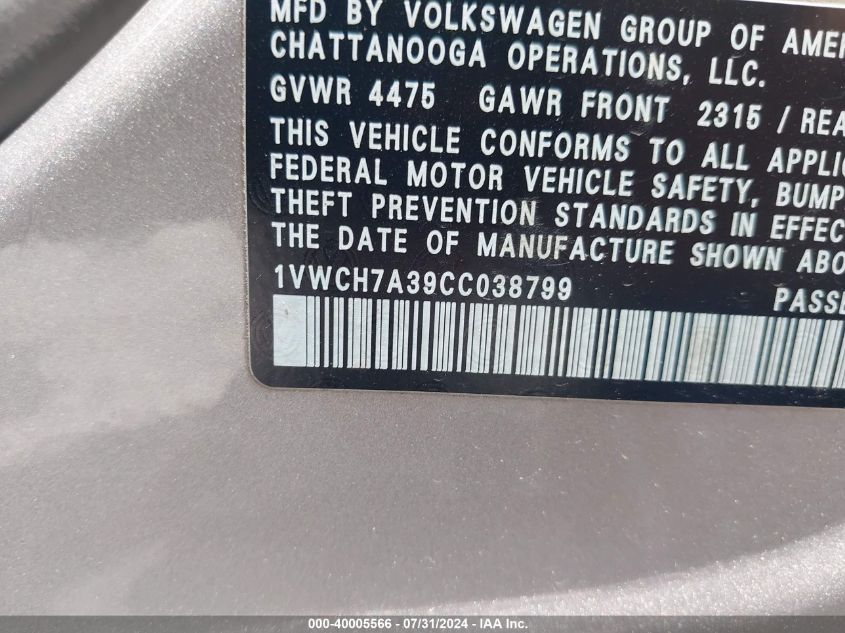 MFD BY VOLKSWAGEN GROUP OF AMER
CHATTANOOGA OPERATIONS, LLC.
GVWR 4475 GAWR FRONT 2315 / REA
THIS VEHICLE CONFORMS TO ALL APPLIC
FEDERAL MOTOR VEHICLE SAFETY, BUMP
THEFT PREVENTION STANDARDS IN EFFEC
THE DATE OF MANUFACTURE SHOWN ABO
1VWCH7A39CC038799 PASSE
000-40005566 / 07/31/2024 - IAA Inc.